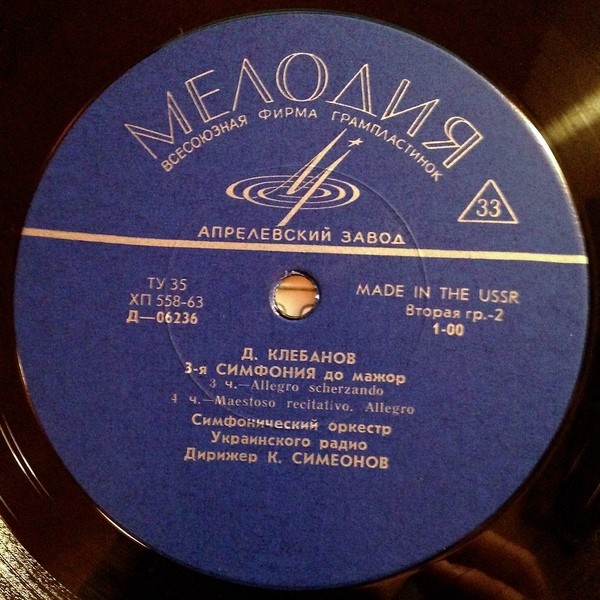 МЕЛОДИЯ
ВСЕСОЮЗНАЯ ФИРМА ГРАМПЛАСТИНОК
33
АПРЕЛЕВСКИЙ ЗАВОД
ТУ 35
ХП 558-63
Д—06236
MADE IN THE USSR
Вторая гр.-2
1-00
Д. КЛЕБАНОВ
3-я СИМФОНИЯ до мажор
3 ч.—Allegro scherzando
4 ч.—Maestoso recitativo. Allegro
Симфонический оркестр
Украинского радио
Дирижер К. СИМЕОНОВ